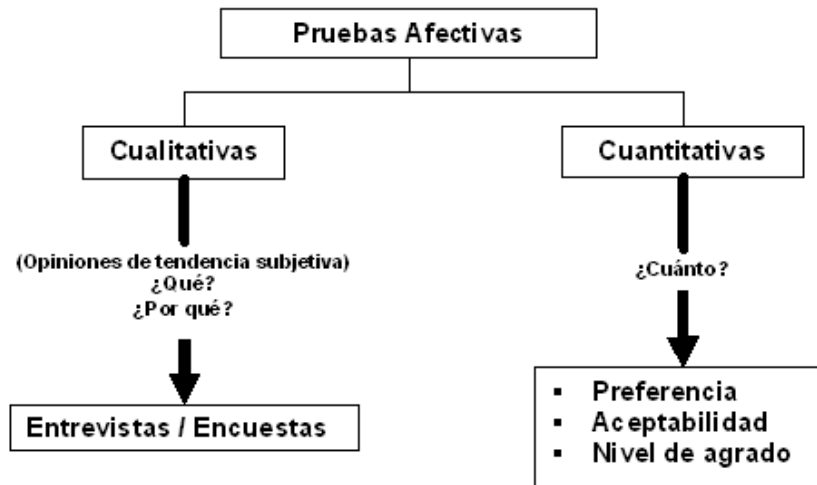 Pruebas Afectivas
Cualitativas
Cuantitativas
(Opiniones de tendencia subjetiva)
¿Qué?
¿Por qué?
¿Cuánto?
Entrevistas / Encuestas
▪ Preferencia
▪ Aceptabilidad
▪ Nivel de agrado